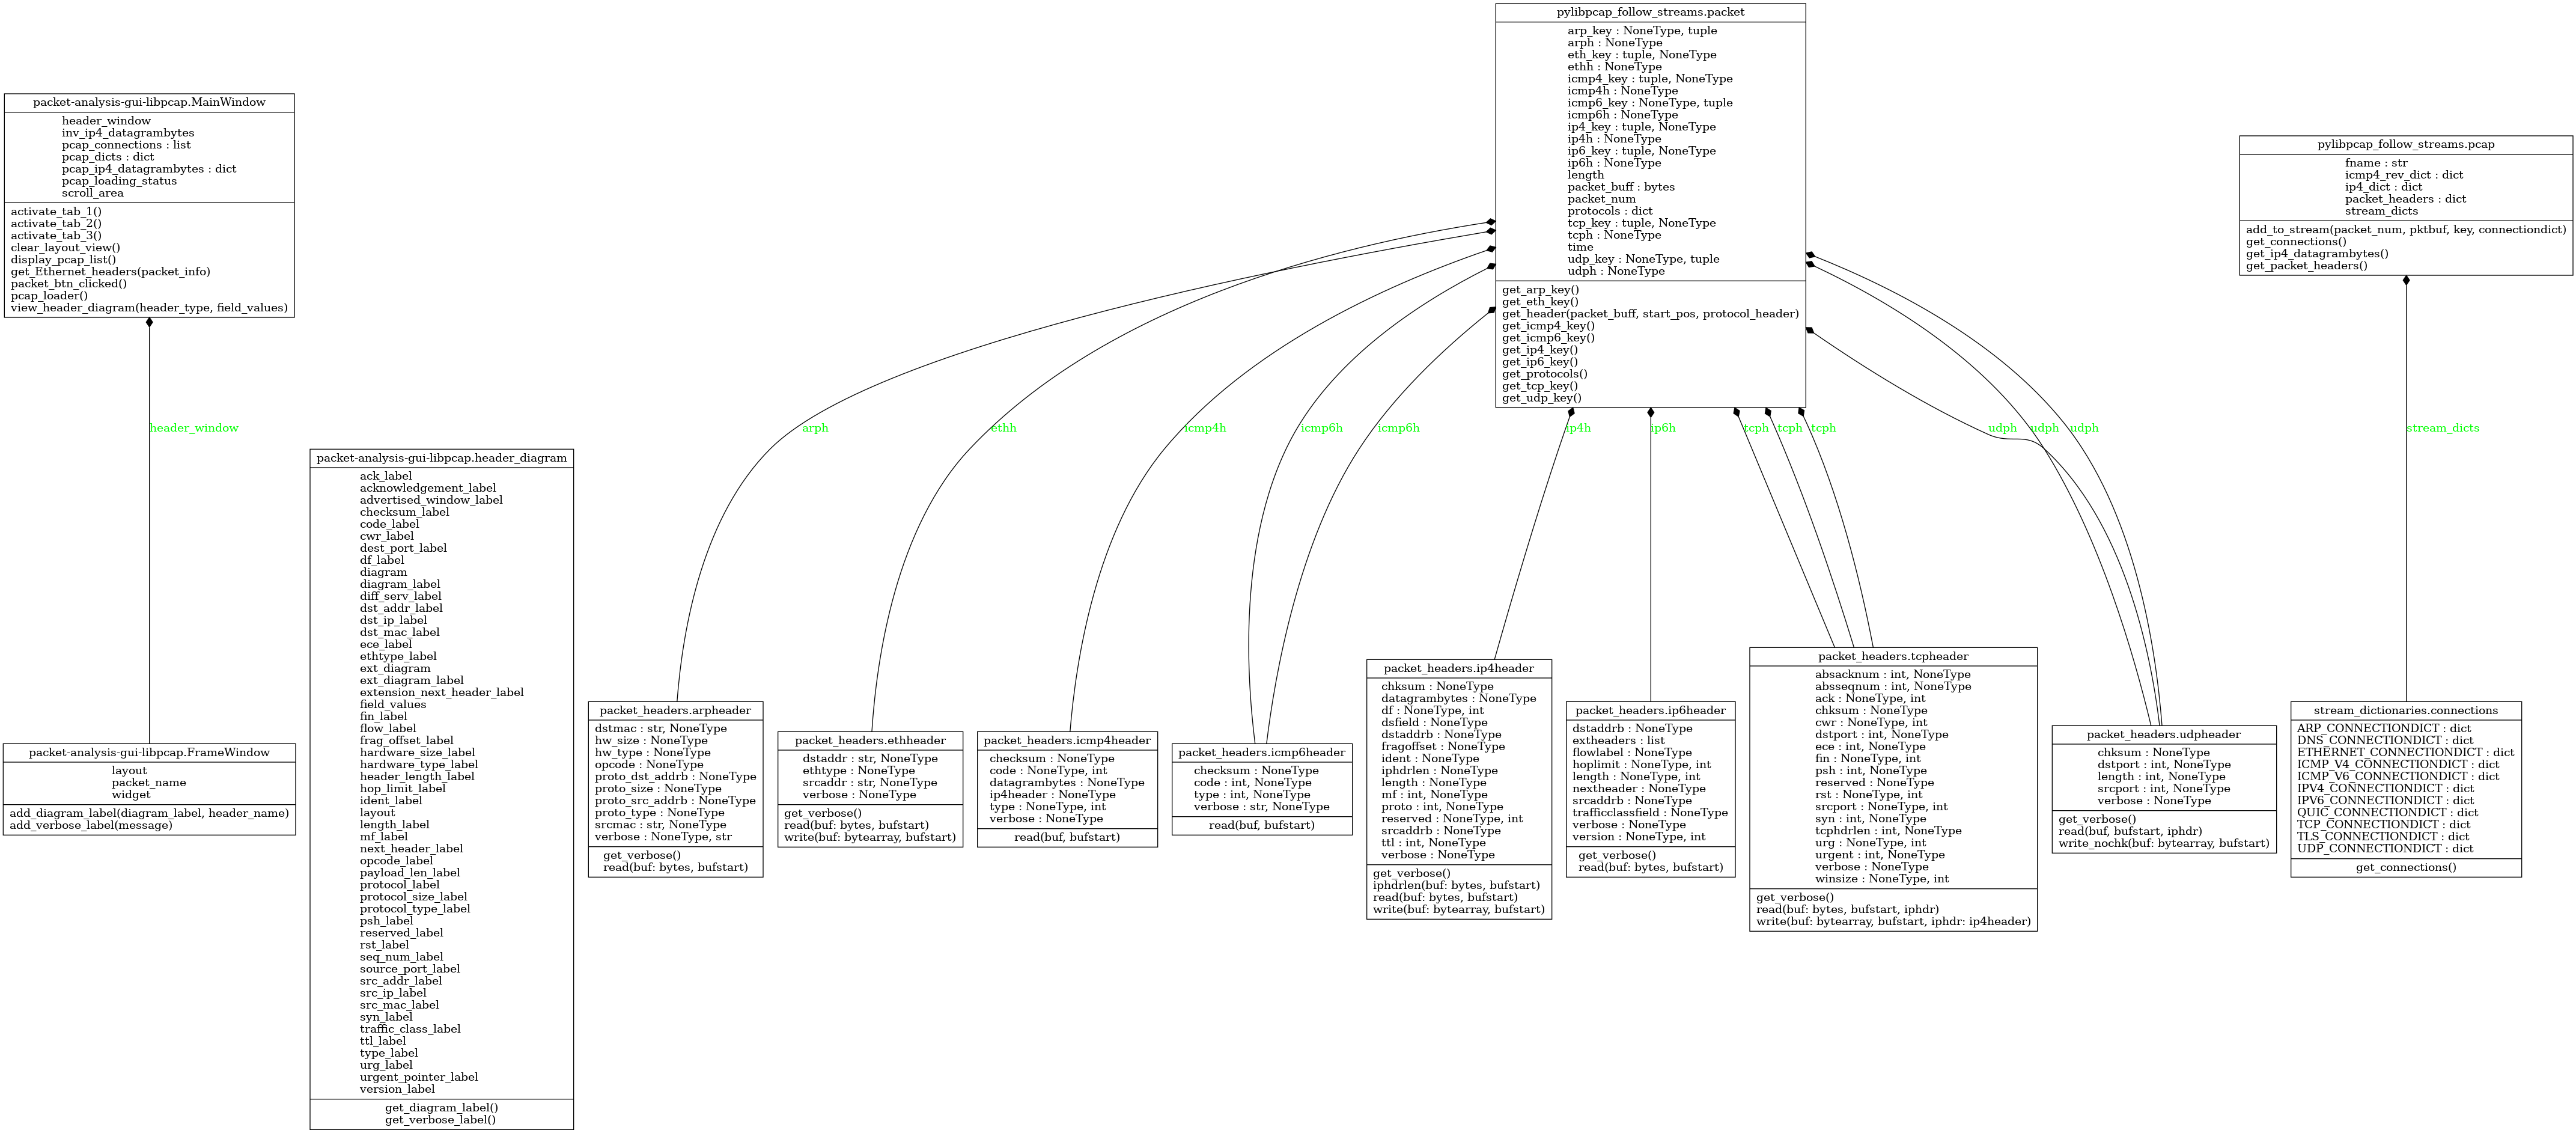 pylibpcap_follow_streams.packet
arp_key : NoneType, tuple
arph : NoneType
eth_key : tuple, NoneType
ethh : NoneType
icmp4_key : tuple, NoneType
icmp4h : NoneType
icmp6_key : NoneType, tuple
icmp6h : NoneType
ip4_key : tuple, NoneType
ip4h : NoneType
ip6_key : tuple, NoneType
ip6h : NoneType
length
packet_buff : bytes
packet_num
protocols : dict
tcp_key : tuple, NoneType
tcph : NoneType
time
udp_key : NoneType, tuple
udph : NoneType
get_arp_key()
get_eth_key()
get_header(packet_buff, start_pos, protocol_header)
get_icmp4_key()
get_icmp6_key()
get_ip4_key()
get_ip6_key()
get_protocols()
get_tcp_key()
get_udp_key()
packet-analysis-gui-libpcap.MainWindow
header_window
inv_ip4_datagrambytes
pcap_connections : list
pcap_dicts : dict
pcap_ip4_datagrambytes : dict
pcap_loading_status
scroll_area
activate_tab_1()
activate_tab_2()
activate_tab_3()
clear_layout_view()
display_pcap_list()
get_Ethernet_headers(packet_info)
packet_btn_clicked()
pcap_loader()
view_header_diagram(header_type, field_values)
pylibpcap_follow_streams.pcap
fname : str
icmp4_rev_dict : dict
ip4_dict : dict
packet_headers : dict
stream_dicts
add_to_stream(packet_num, pktbuf, key, connectiondict)
get_connections()
get_ip4_datagrambytes()
get_packet_headers()
header_window
arph
ethh
icmp4h
icmp6h
icmp6h
ip4h
ip6h
tcph
tcph
tcph
udph
udph
udph
stream_dicts
packet-analysis-gui-libpcap.FrameWindow
layout
packet_name
widget
add_diagram_label(diagram_label, header_name)
add_verbose_label(message)
packet-analysis-gui-libpcap.header_diagram
ack_label
acknowledgement_label
advertised_window_label
checksum_label
code_label
cwr_label
dest_port_label
df_label
diagram
diagram_label
diff_serv_label
dst_addr_label
dst_ip_label
dst_mac_label
ece_label
ethtype_label
ext_diagram
ext_diagram_label
extension_next_header_label
field_values
fin_label
flow_label
frag_offset_label
hardware_size_label
hardware_type_label
header_length_label
hop_limit_label
ident_label
layout
length_label
mf_label
next_header_label
opcode_label
payload_len_label
protocol_label
protocol_size_label
protocol_type_label
psh_label
reserved_label
rst_label
seq_num_label
source_port_label
src_addr_label
src_ip_label
src_mac_label
syn_label
traffic_class_label
ttl_label
type_label
urg_label
urgent_pointer_label
version_label
get_diagram_label()
get_verbose_label()
packet_headers.arpheader
dstmac : str, NoneType
hw_size : NoneType
hw_type : NoneType
opcode : NoneType
proto_dst_addrb : NoneType
proto_size : NoneType
proto_src_addrb : NoneType
proto_type : NoneType
srcmac : str, NoneType
verbose : NoneType, str
get_verbose()
read(buf: bytes, bufstart)
packet_headers.ethheader
dstaddr : str, NoneType
ethtype : NoneType
srcaddr : str, NoneType
verbose : NoneType
get_verbose()
read(buf: bytes, bufstart)
write(buf: bytearray, bufstart)
packet_headers.icmp4header
checksum : NoneType
code : NoneType, int
datagrambytes : NoneType
ip4header : NoneType
type : NoneType, int
verbose : NoneType
read(buf, bufstart)
packet_headers.icmp6header
checksum : NoneType
code : int, NoneType
type : int, NoneType
verbose : str, NoneType
read(buf, bufstart)
packet_headers.ip4header
chksum : NoneType
datagrambytes : NoneType
df : NoneType, int
dsfield : NoneType
dstaddrb : NoneType
fragoffset : NoneType
ident : NoneType
iphdrlen : NoneType
length : NoneType
mf : int, NoneType
proto : int, NoneType
reserved : NoneType, int
srcaddrb : NoneType
ttl : int, NoneType
verbose : NoneType
get_verbose()
iphdrlen(buf: bytes, bufstart)
read(buf: bytes, bufstart)
write(buf: bytearray, bufstart)
packet_headers.ip6header
dstaddrb : NoneType
extheaders : list
flowlabel : NoneType
hoplimit : NoneType, int
length : NoneType, int
nextheader : NoneType
srcaddrb : NoneType
trafficclassfield : NoneType
verbose : NoneType
version : NoneType, int
get_verbose()
read(buf: bytes, bufstart)
packet_headers.tcpheader
absacknum : int, NoneType
absseqnum : int, NoneType
ack : NoneType, int
chksum : NoneType
cwr : NoneType, int
dstport : int, NoneType
ece : int, NoneType
fin : NoneType, int
psh : int, NoneType
reserved : NoneType
rst : NoneType, int
srcport : NoneType, int
syn : int, NoneType
tcphdrlen : int, NoneType
urg : NoneType, int
urgent : int, NoneType
verbose : NoneType
winsize : NoneType, int
get_verbose()
read(buf: bytes, bufstart, iphdr)
write(buf: bytearray, bufstart, iphdr: ip4header)
packet_headers.udpheader
chksum : NoneType
dstport : int, NoneType
length : int, NoneType
srcport : int, NoneType
verbose : NoneType
get_verbose()
read(buf, bufstart, iphdr)
write_nochk(buf: bytearray, bufstart)
stream_dictionaries.connections
ARP_CONNECTIONDICT : dict
DNS_CONNECTIONDICT : dict
ETHERNET_CONNECTIONDICT : dict
ICMP_V4_CONNECTIONDICT : dict
ICMP_V6_CONNECTIONDICT : dict
IPV4_CONNECTIONDICT : dict
IPV6_CONNECTIONDICT : dict
QUIC_CONNECTIONDICT : dict
TCP_CONNECTIONDICT : dict
TLS_CONNECTIONDICT : dict
UDP_CONNECTIONDICT : dict
get_connections()